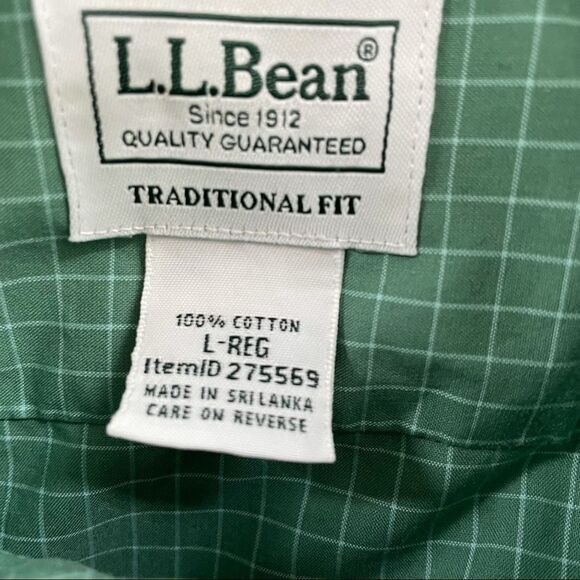 L.L.Bean®
Since 1912
QUALITY GUARANTEED
TRADITIONAL FIT
100% COTTON
L-REG
ItemID 275569
MADE IN SRI LANKA
CARE ON REVERSE